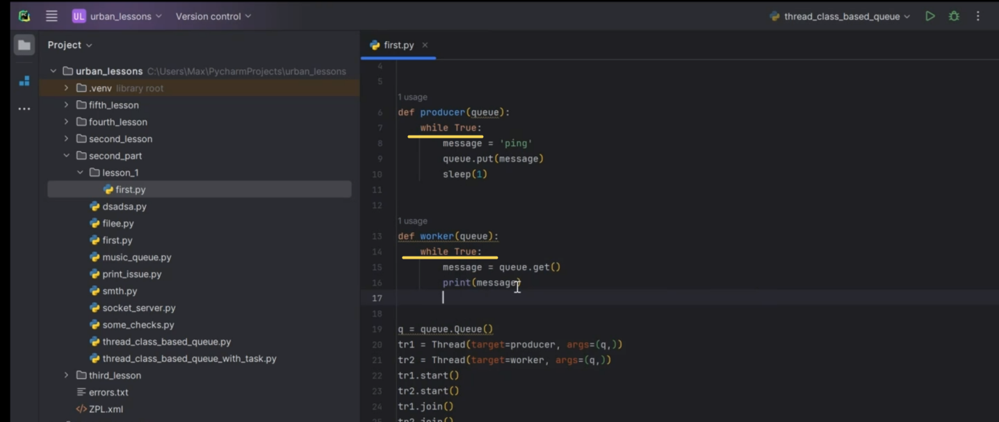 UL urban_lessons Version control thread_class_based_queue
Project
first.py
urban_lessons C:\Users\Max\PycharmProjects\urban_lessons
.venv library root
fifth_lesson
fourth_lesson
second_lesson
second_part
lesson_1
first.py
dsadsa.py
filee.py
first.py
music_queue.py
print_issue.py
smth.py
socket_server.py
some_checks.py
thread_class_based_queue.py
thread_class_based_queue_with_task.py
third_lesson
errors.txt
ZPL.xml
4
5
1 usage
6 def producer(queue):
7 while True:
8 message = 'ping'
9 queue.put(message)
10 sleep(1)
11
12
1 usage
13 def worker(queue):
14 while True:
15 message = queue.get()
16 print(message)
17
18
19 q = queue.Queue()
20 tr1 = Thread(target=producer, args=(q,))
21 tr2 = Thread(target=worker, args=(q,))
22 tr1.start()
23 tr2.start()
24 tr1.join()
25 tr2.join()